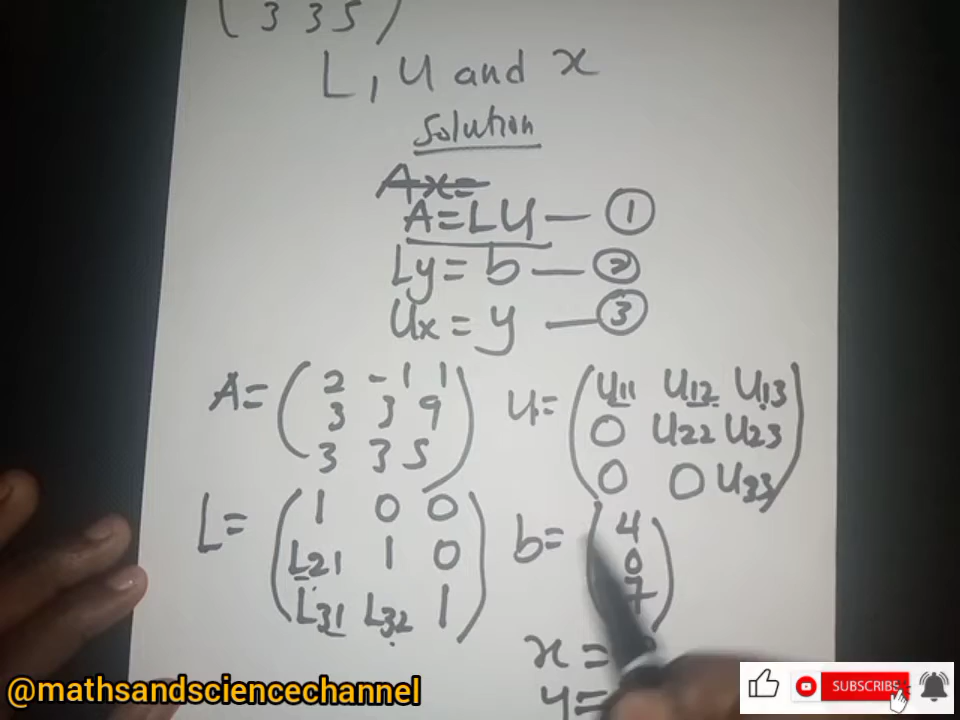 ( 3 3 5 )
L, U and x
Solution
Ax=
A=LU — ①
Ly = b — ②
Ux = y — ③
A= ( 2 -1 1
3 3 9
3 3 5 )
U= ( U11 U12 U13
0 U22 U23
0 0 U33 )
L= ( 1 0 0
L21 1 0
L31 L32 1 )
b= ( 4
0
7 )
x =
y=
@mathsandsciencechannel
SUBSCRIBE